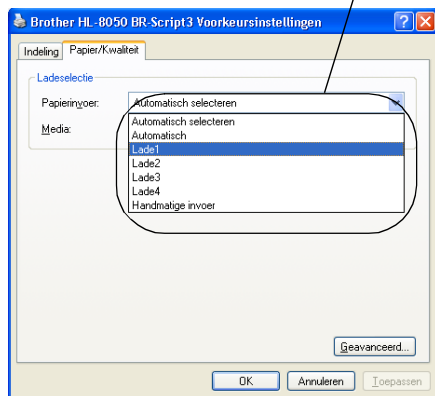 Brother HL-8050 BR-Script3 Voorkeursinstellingen
Indeling Papier/Kwaliteit
Ladeselectie
Papierinvoer: Automatisch selecteren
Media:
Automatisch selecteren
Automatisch
Lade1
Lade2
Lade3
Lade4
Handmatige invoer
Geavanceerd...
OK Annuleren Toepassen